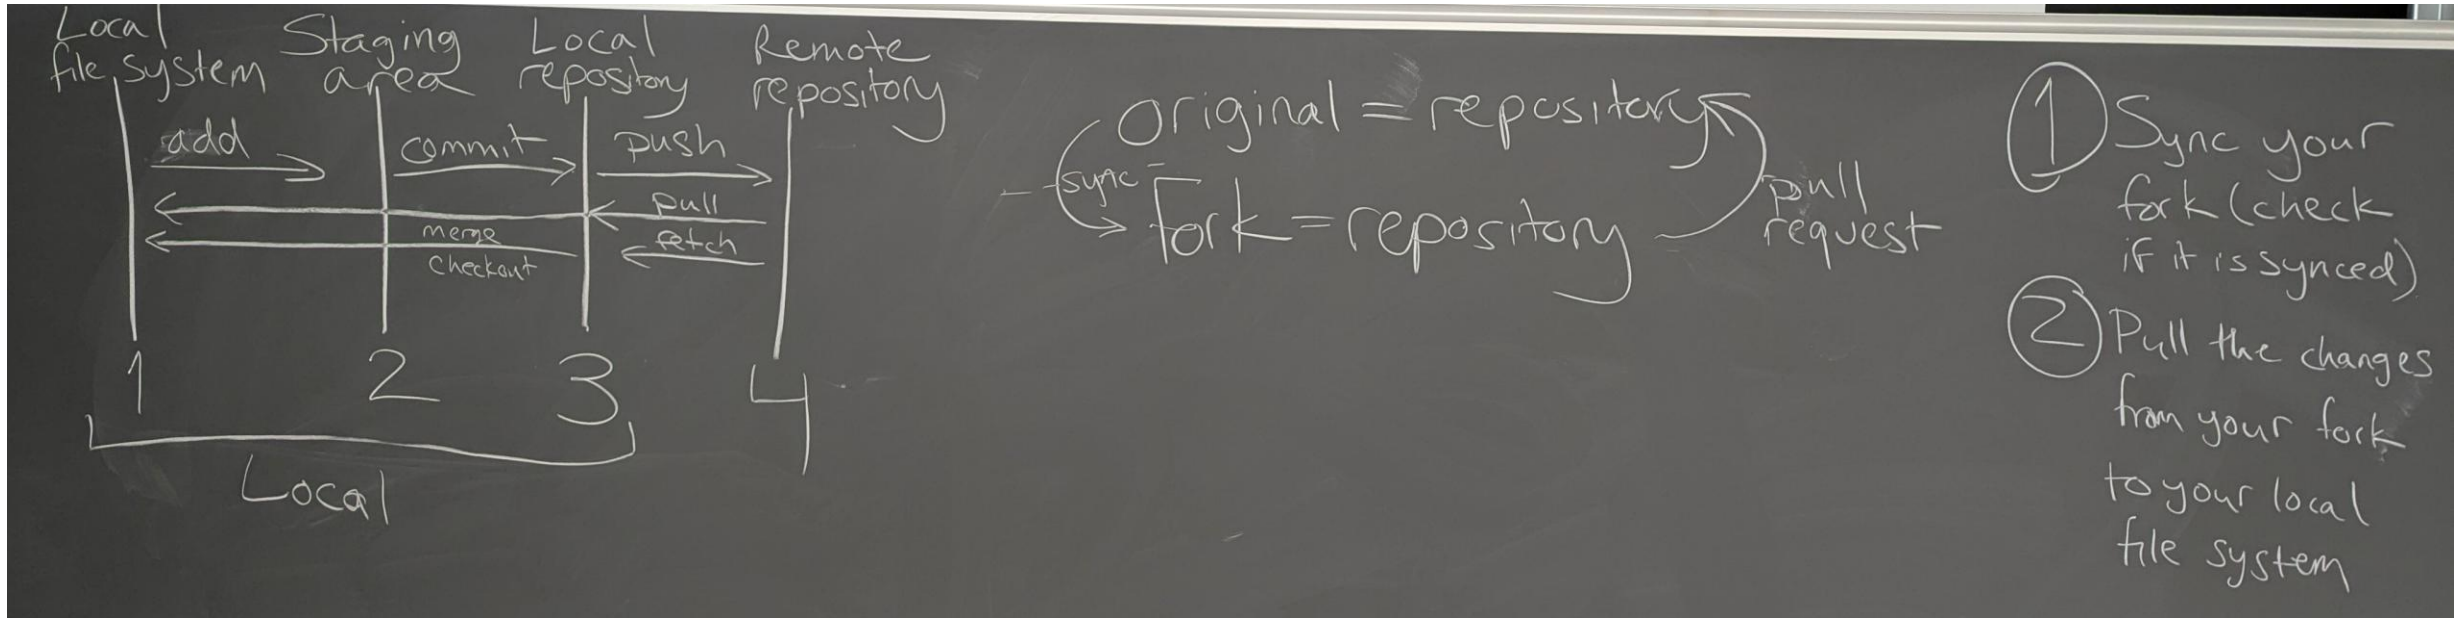 Local
file system
Staging
area
Local
repository
Remote
repository
add
commit
push
pull
merge
fetch
checkout
1
2
3
4
Local
original = repository
sync
Fork = repository
pull
request
1 Sync your
fork (check
if it is synced)
2 Pull the changes
from your fork
to your local
file system